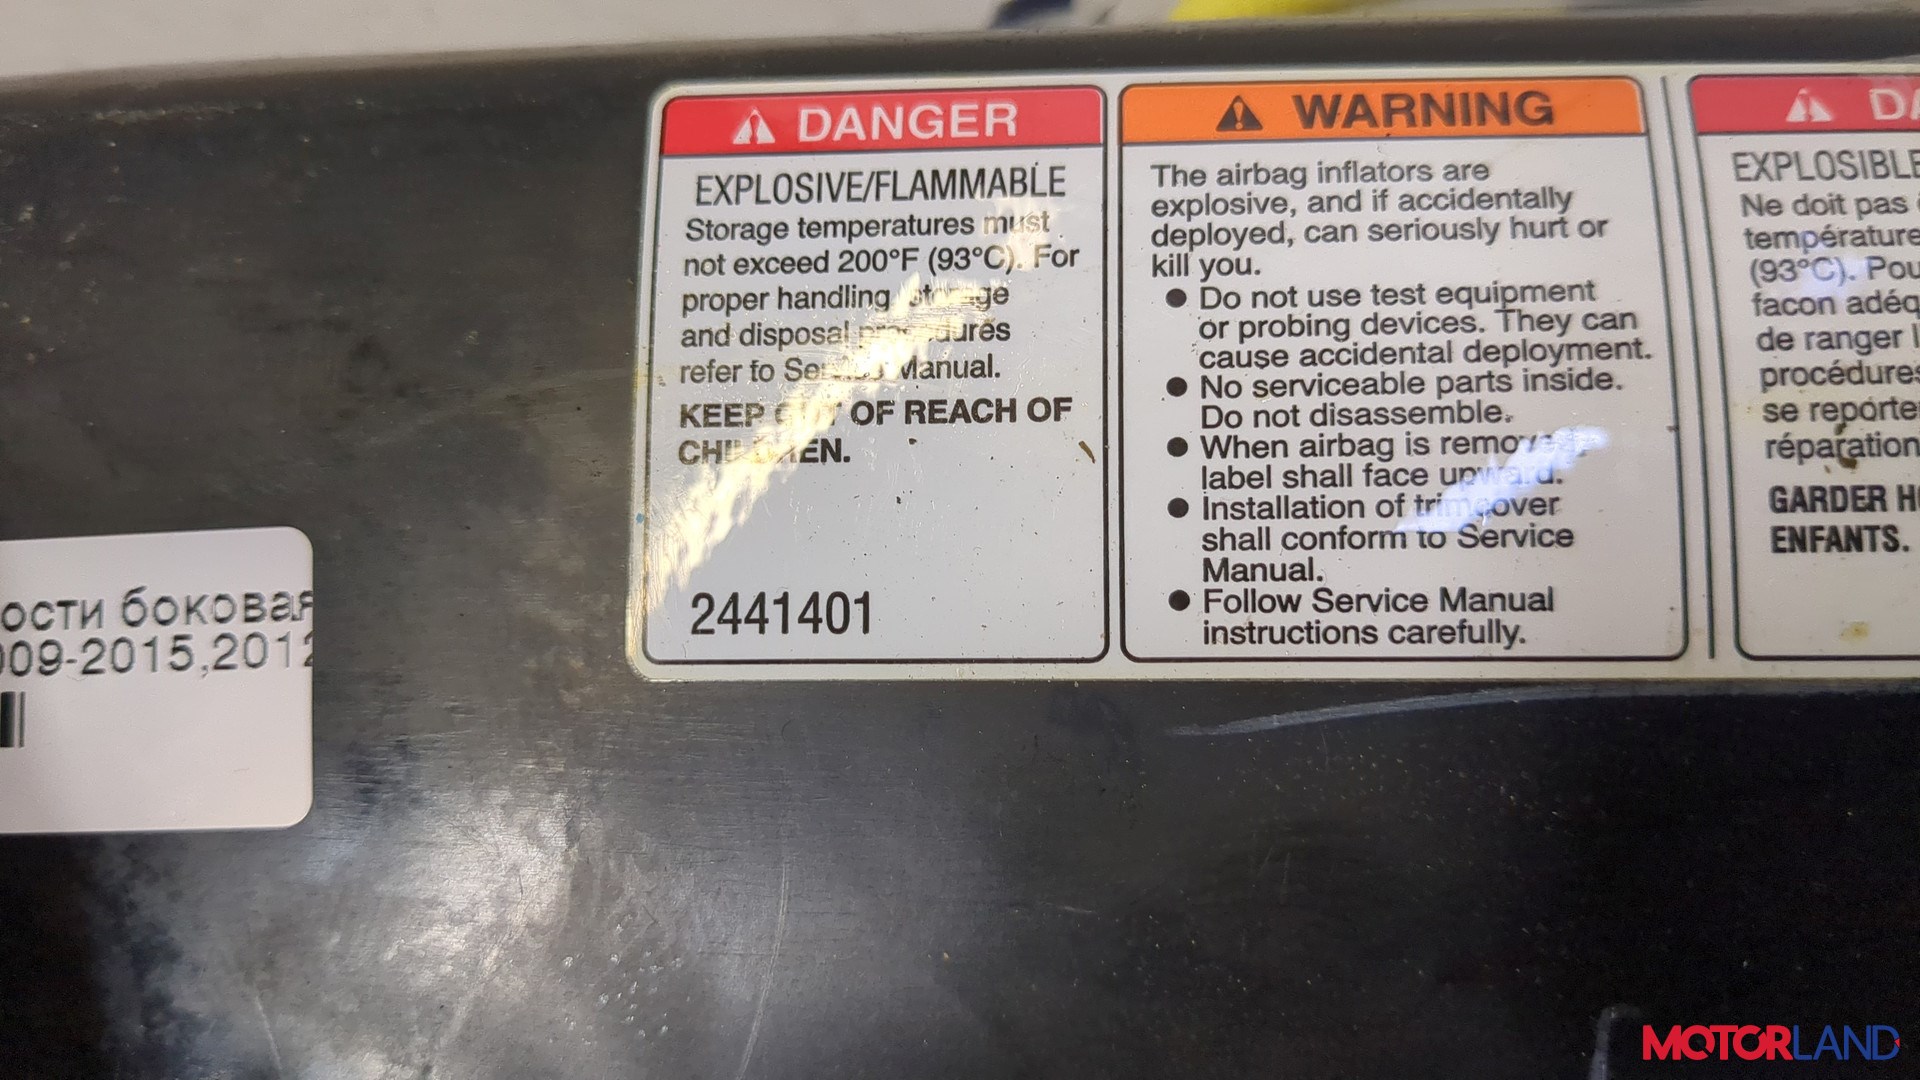 DANGER
EXPLOSIVE/FLAMMABLE
Storage temperatures must
not exceed 200°F (93°C). For
proper handling, storage
and disposal procedures
refer to Service Manual.
KEEP OUT OF REACH OF
CHILDREN.
2441401
WARNING
The airbag inflators are
explosive, and if accidentally
deployed, can seriously hurt or
kill you.
● Do not use test equipment
or probing devices. They can
cause accidental deployment.
● No serviceable parts inside.
Do not disassemble.
● When airbag is removed,
label shall face upward.
● Installation of trimcover
shall conform to Service
Manual.
● Follow Service Manual
instructions carefully.
EXPLOSIBLE
Ne doit pas
température
(93°C). Pou
facon adéq
de ranger l
procédures
se reporte
réparation
GARDER H
ENFANTS.
ости боковая
009-2015,2012
MOTORLAND